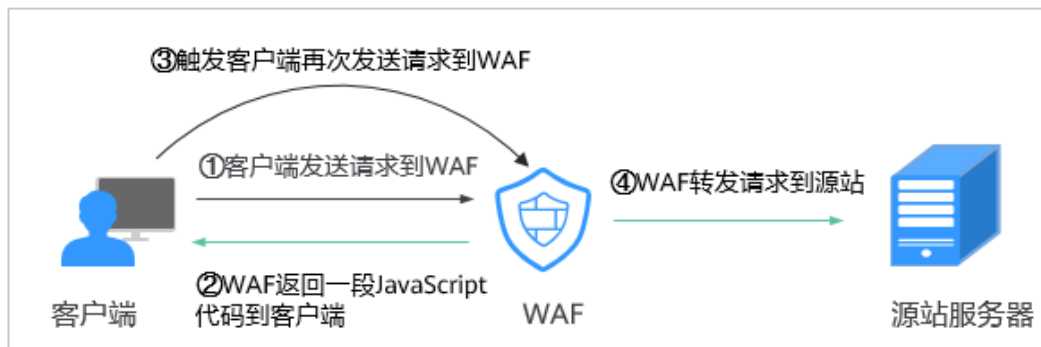 ③触发客户端再次发送请求到WAF
①客户端发送请求到WAF
④WAF转发请求到源站
②WAF返回一段JavaScript
代码到客户端
客户端
WAF
源站服务器